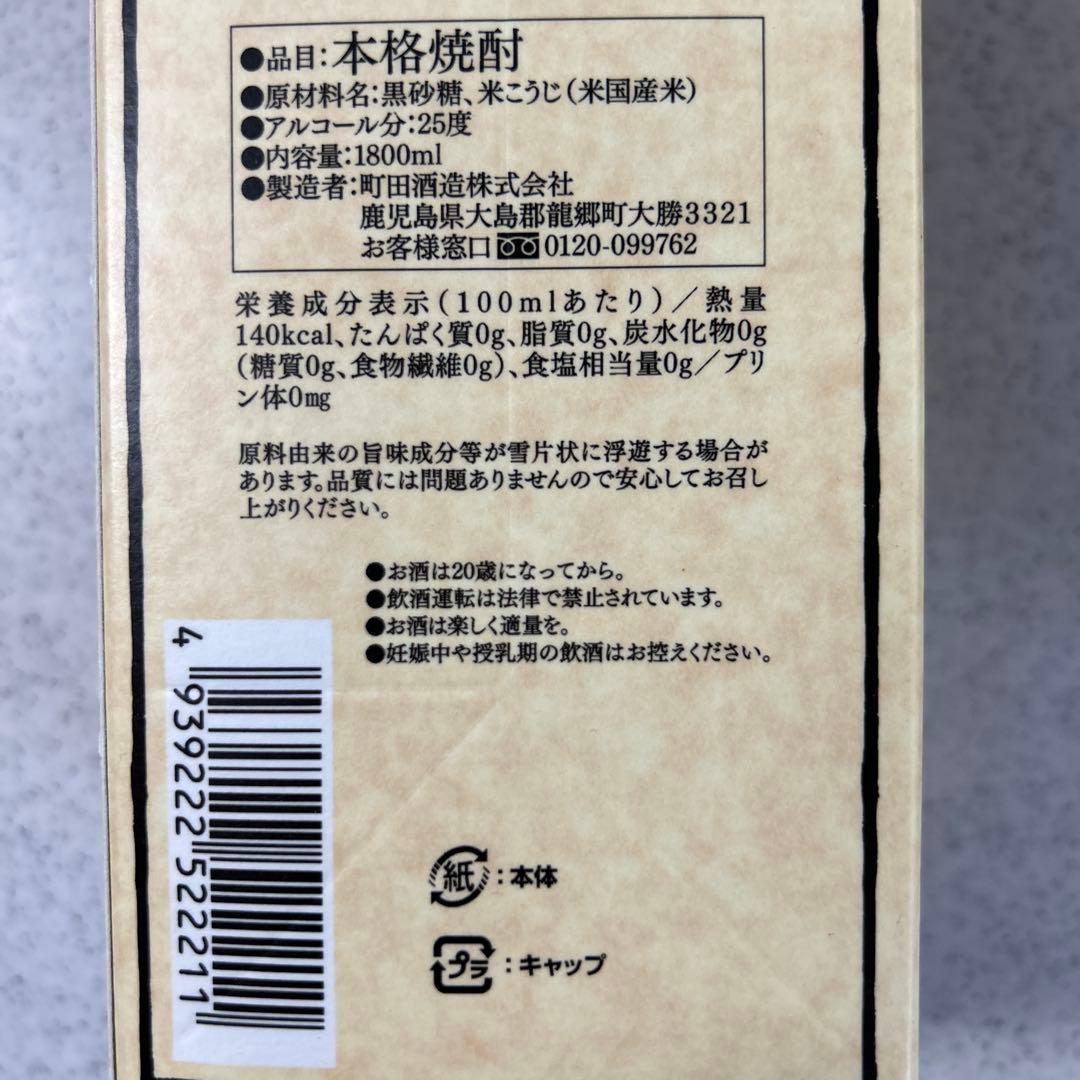 ●品目：本格焼酎
●原材料名：黒砂糖、米こうじ（米国産米）
●アルコール分：25度
●内容量：1800ml
●製造者：町田酒造株式会社
鹿児島県大島郡龍郷町大勝3321
お客様窓口 0120-099762
栄養成分表示（100mlあたり）／熱量
140kcal、たんぱく質0g、脂質0g、炭水化物0g
（糖質0g、食物繊維0g）、食塩相当量0g／プリ
ン体0㎎
原料由来の旨味成分等が雪片状に浮遊する場合が
あります。品質には問題ありませんので安心してお召し
上がりください。
●お酒は20歳になってから。
●飲酒運転は法律で禁止されています。
●お酒は楽しく適量を。
●妊娠中や授乳期の飲酒はお控えください。
4 939222 522211
紙：本体
プラ：キャップ